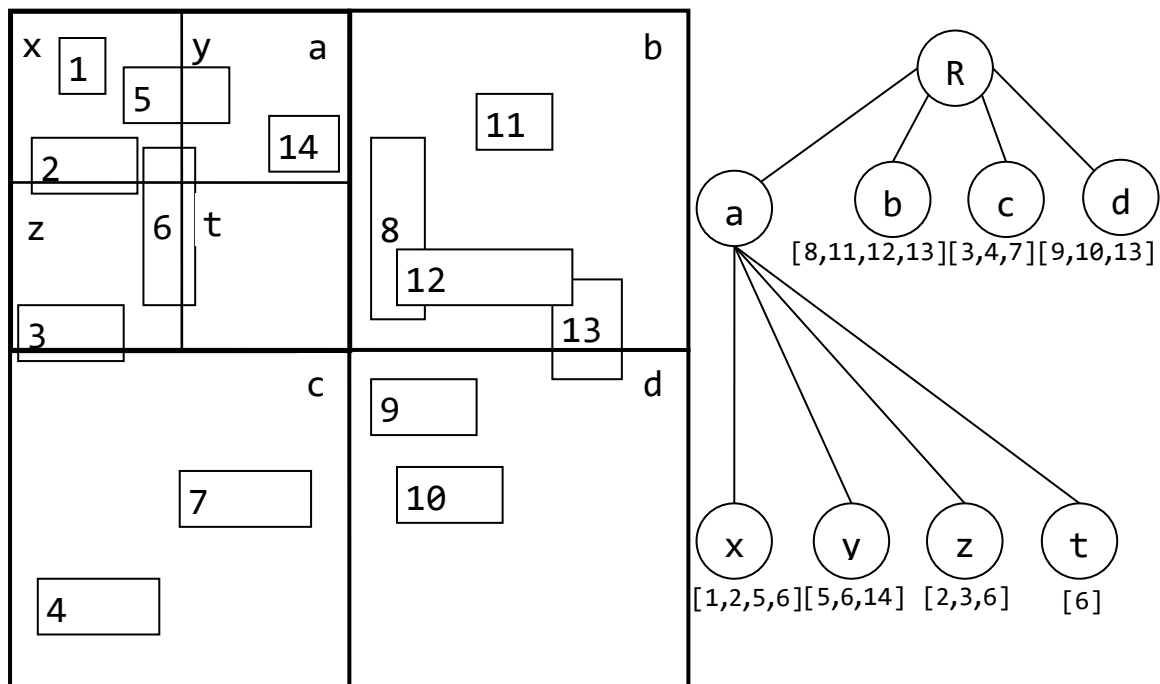 x
y
a
b
1
5
11
14
2
z
6
t
8
12
3
13
c
d
9
7
10
4
R
a
b
c
d
[8,11,12,13]
[3,4,7]
[9,10,13]
x
y
z
t
[1,2,5,6]
[5,6,14]
[2,3,6]
[6]